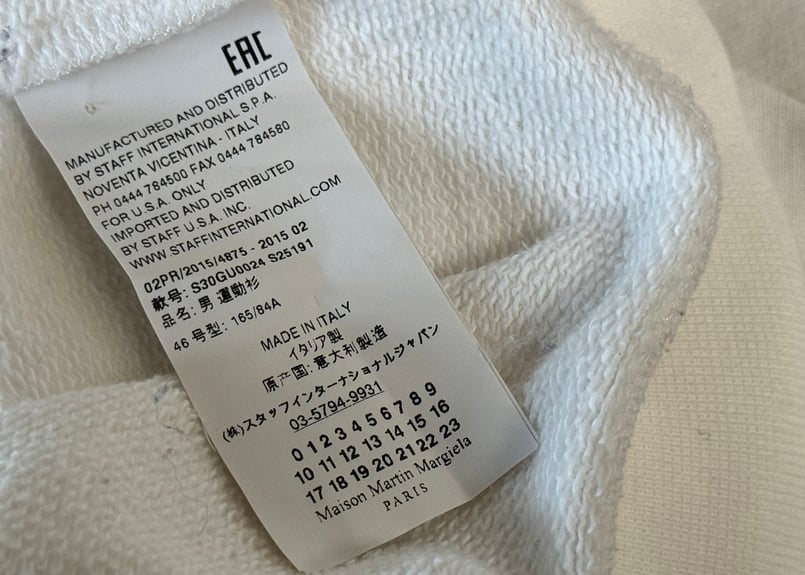 EAC
MANUFACTURED AND DISTRIBUTED
BY STAFF INTERNATIONAL S.P.A.
NOVENTA VICENTINA - ITALY
PH 0444 784500 FAX 0444 784580
FOR U.S.A. ONLY
IMPORTED AND DISTRIBUTED
BY STAFF U.S.A. INC.
WWW.STAFFINTERNATIONAL.COM
02PR/2015/4875 - 2015 02
款号: S30GU0024 S25191
品名: 男 運動衫
46 号型: 165/84A
MADE IN ITALY
イタリア製
原产国: 意大利製造
(株)スタッフインターナショナルジャパン
03-5794-9931
0 1 2 3 4 5 6 7 8 9
10 11 12 13 14 15 16
17 18 19 20 21 22 23
Maison Martin Margiela
PARIS